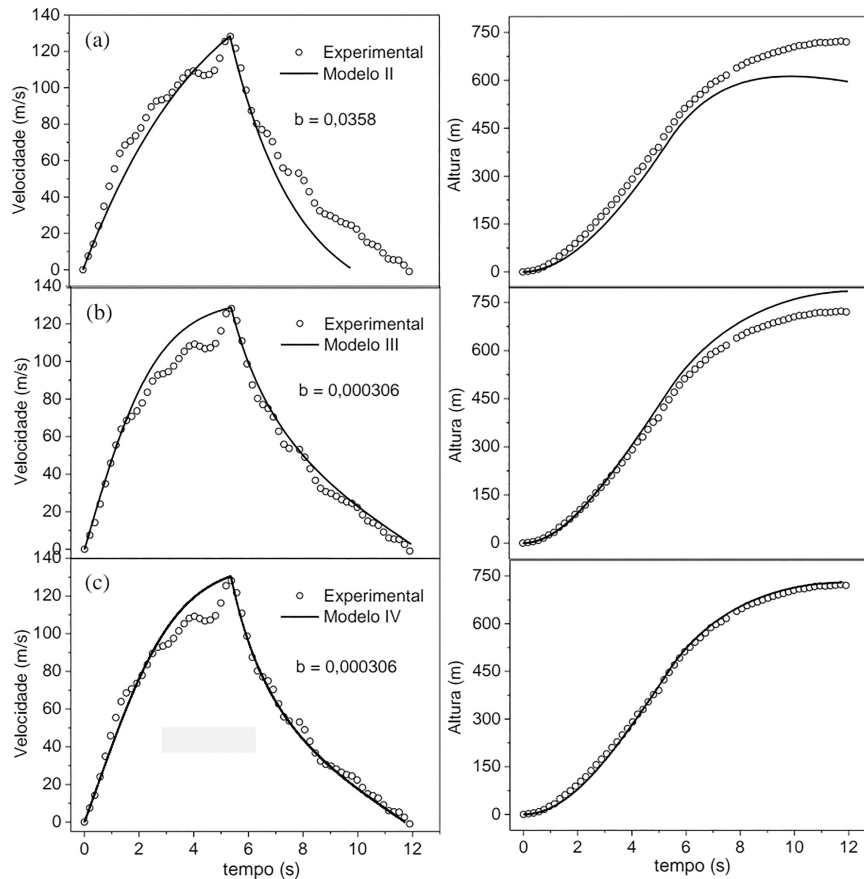 (a)
Experimental
Modelo II
b = 0,0358
Velocidade (m/s)
140
120
100
80
60
40
20
0
Altura (m)
750
600
450
300
150
0
(b)
Experimental
Modelo III
b = 0,000306
Velocidade (m/s)
140
120
100
80
60
40
20
0
Altura (m)
750
600
450
300
150
0
(c)
Experimental
Modelo IV
b = 0,000306
Velocidade (m/s)
140
120
100
80
60
40
20
0
0 2 4 6 8 10 12
tempo (s)
Altura (m)
750
600
450
300
150
0
0 2 4 6 8 10 12
tempo (s)